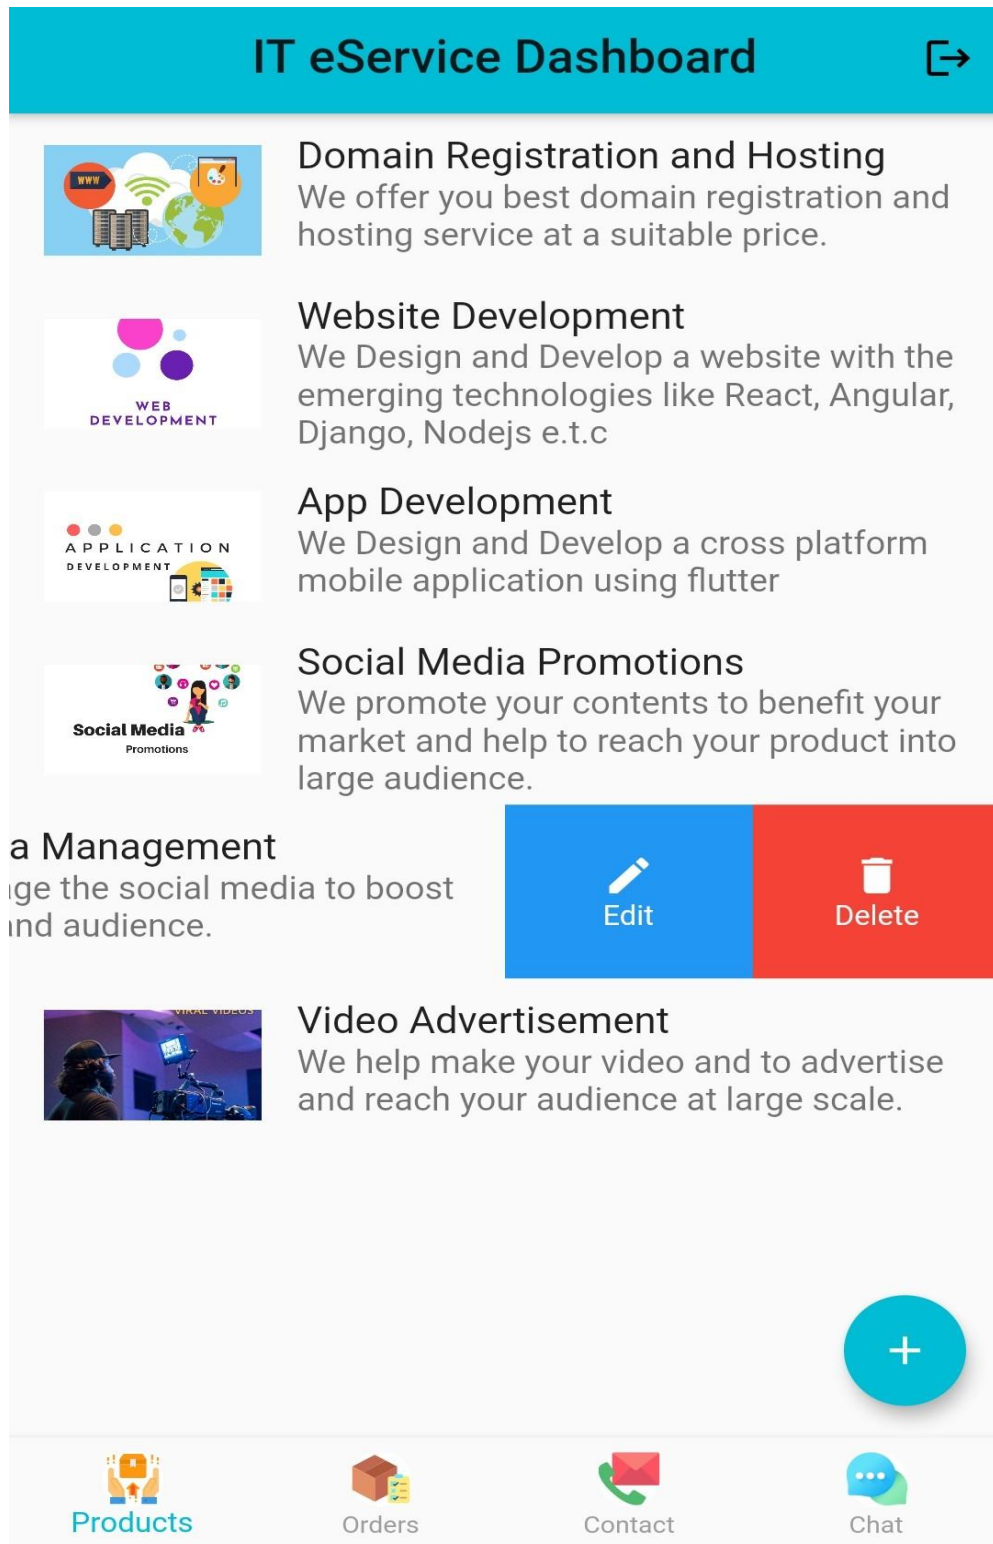 IT eService Dashboard
WWW
Domain Registration and Hosting
We offer you best domain registration and
hosting service at a suitable price.
WEB
DEVELOPMENT
Website Development
We Design and Develop a website with the
emerging technologies like React, Angular,
Django, Nodejs e.t.c
APPLICATION
DEVELOPMENT
App Development
We Design and Develop a cross platform
mobile application using flutter
Social Media
Promotions
Social Media Promotions
We promote your contents to benefit your
market and help to reach your product into
large audience.
a Management
ge the social media to boost
nd audience.
Edit
Delete
VIRAL VIDEOS
Video Advertisement
We help make your video and to advertise
and reach your audience at large scale.
+
Products
Orders
Contact
Chat